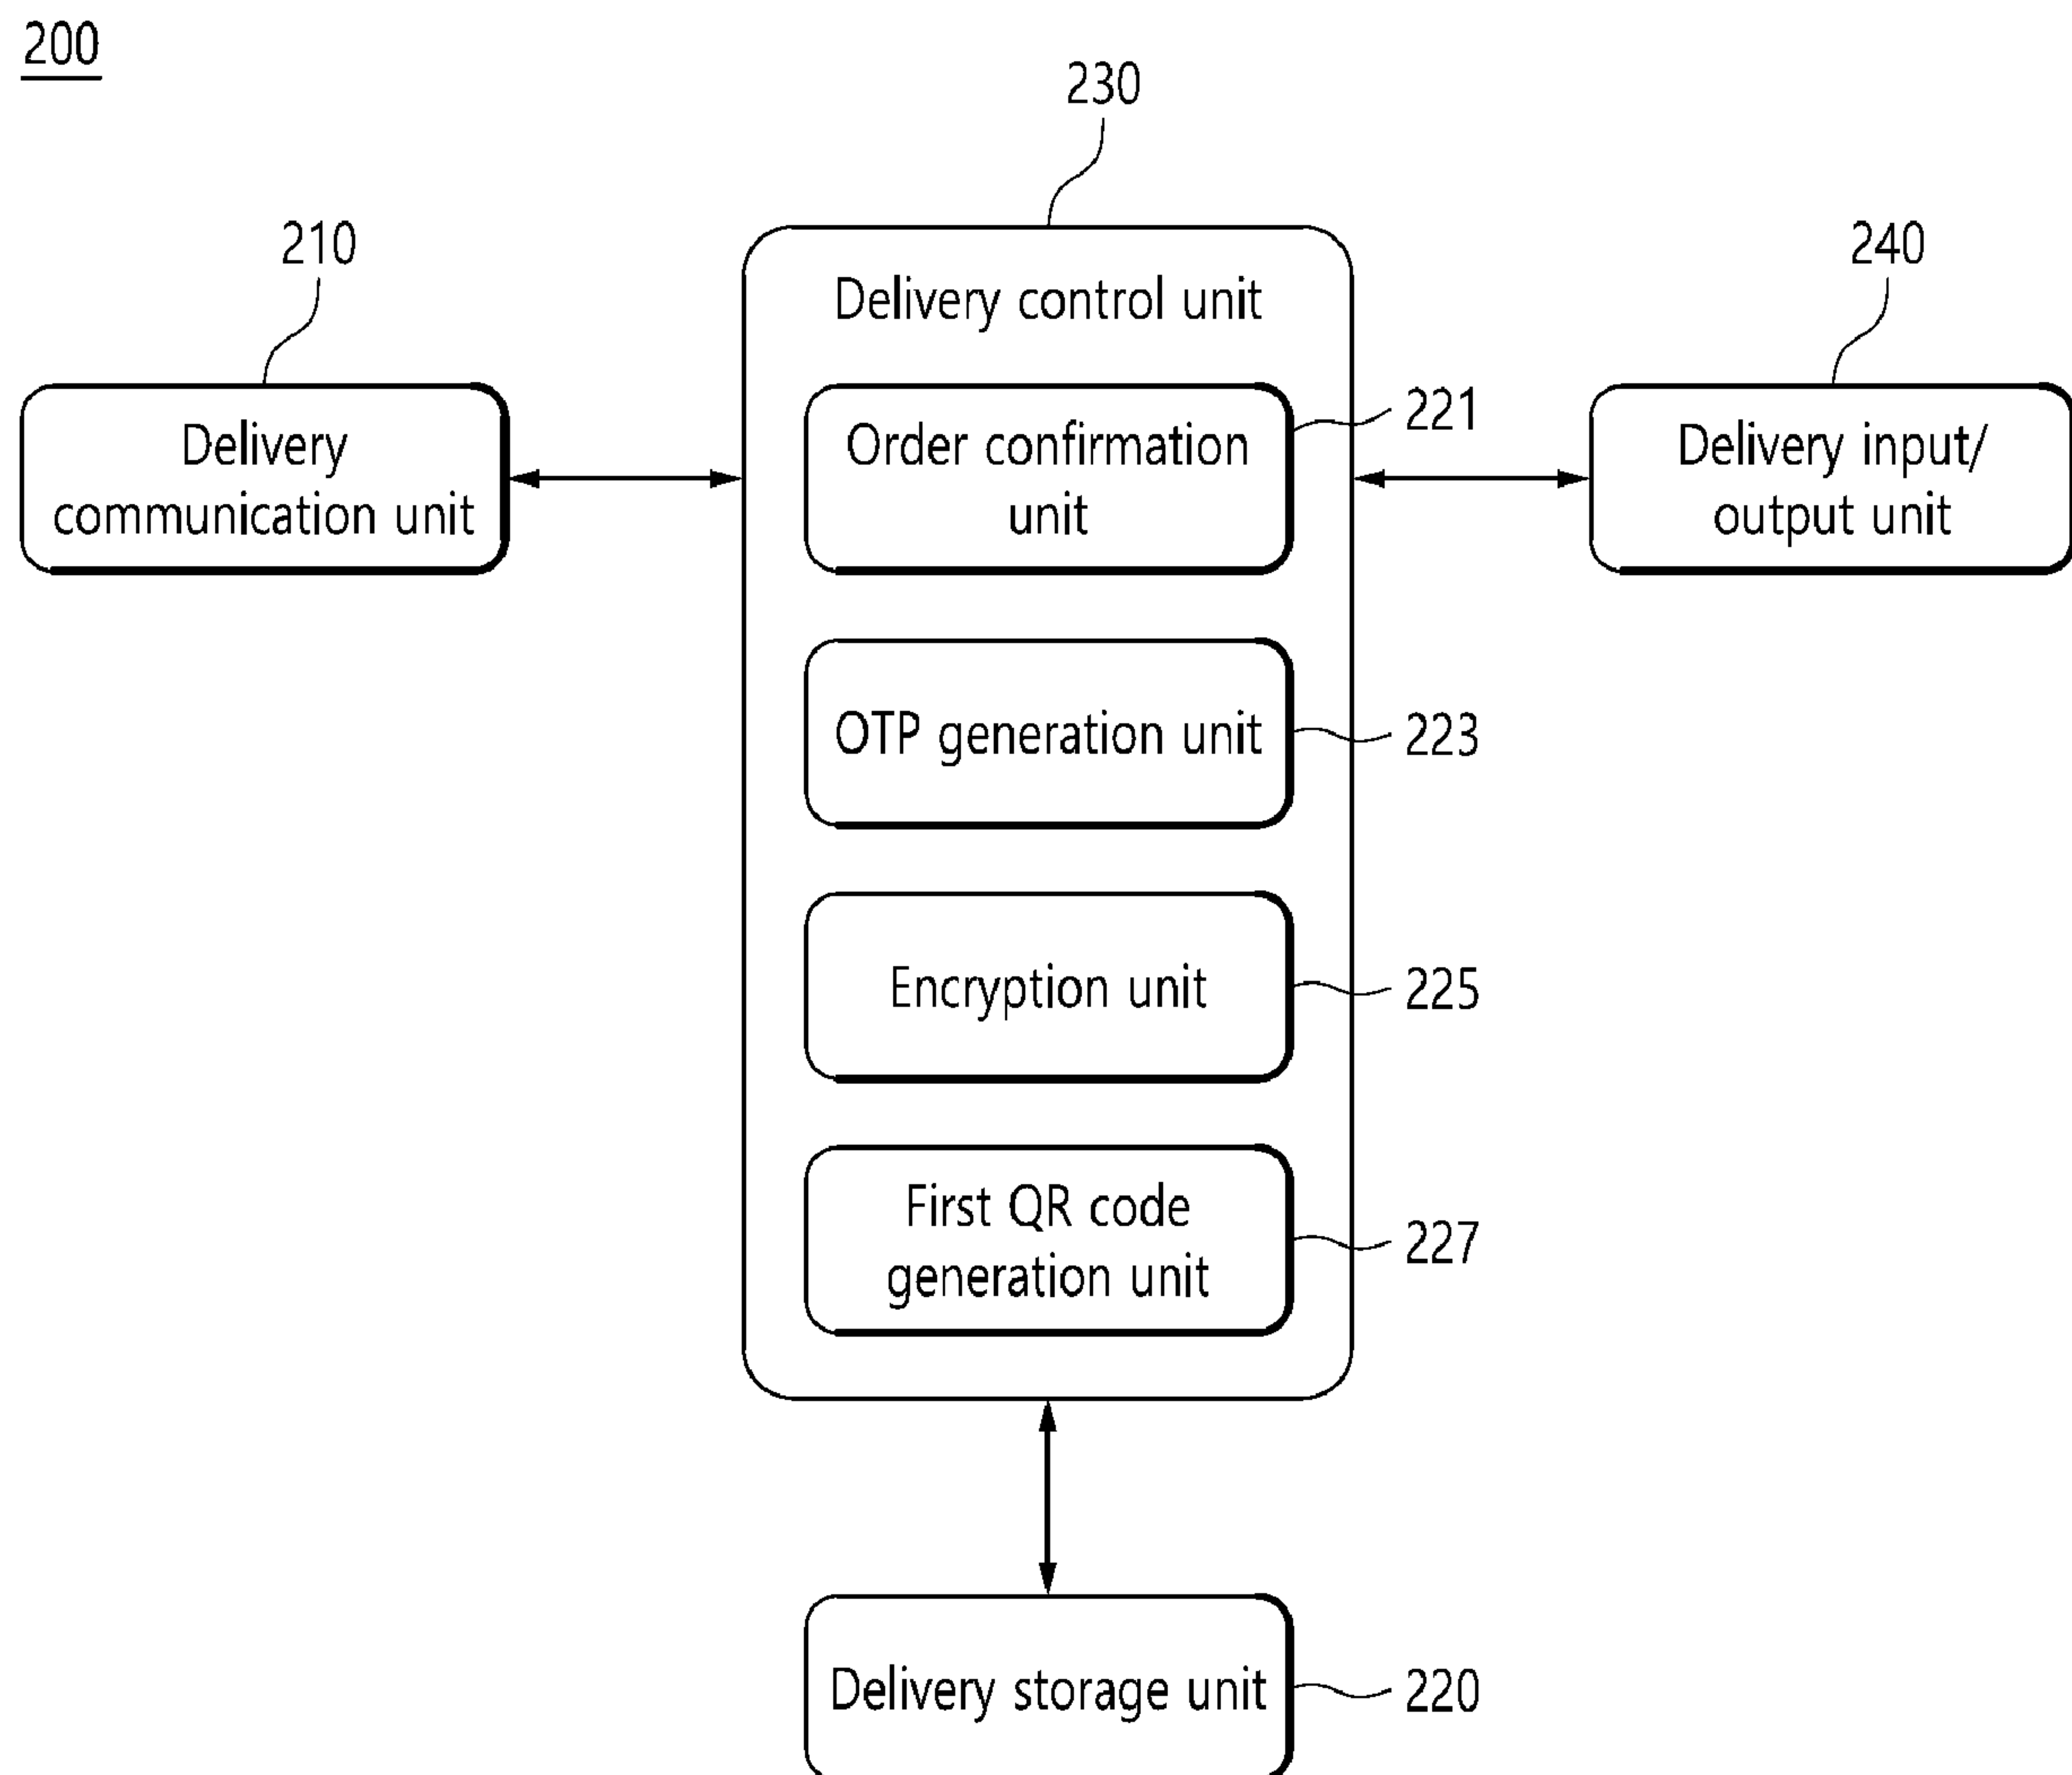 200
230
210
240
Delivery control unit
221
Delivery
communication unit
Order confirmation
unit
Delivery input/
output unit
OTP generation unit
223
Encryption unit
225
First QR code
generation unit
227
Delivery storage unit
220